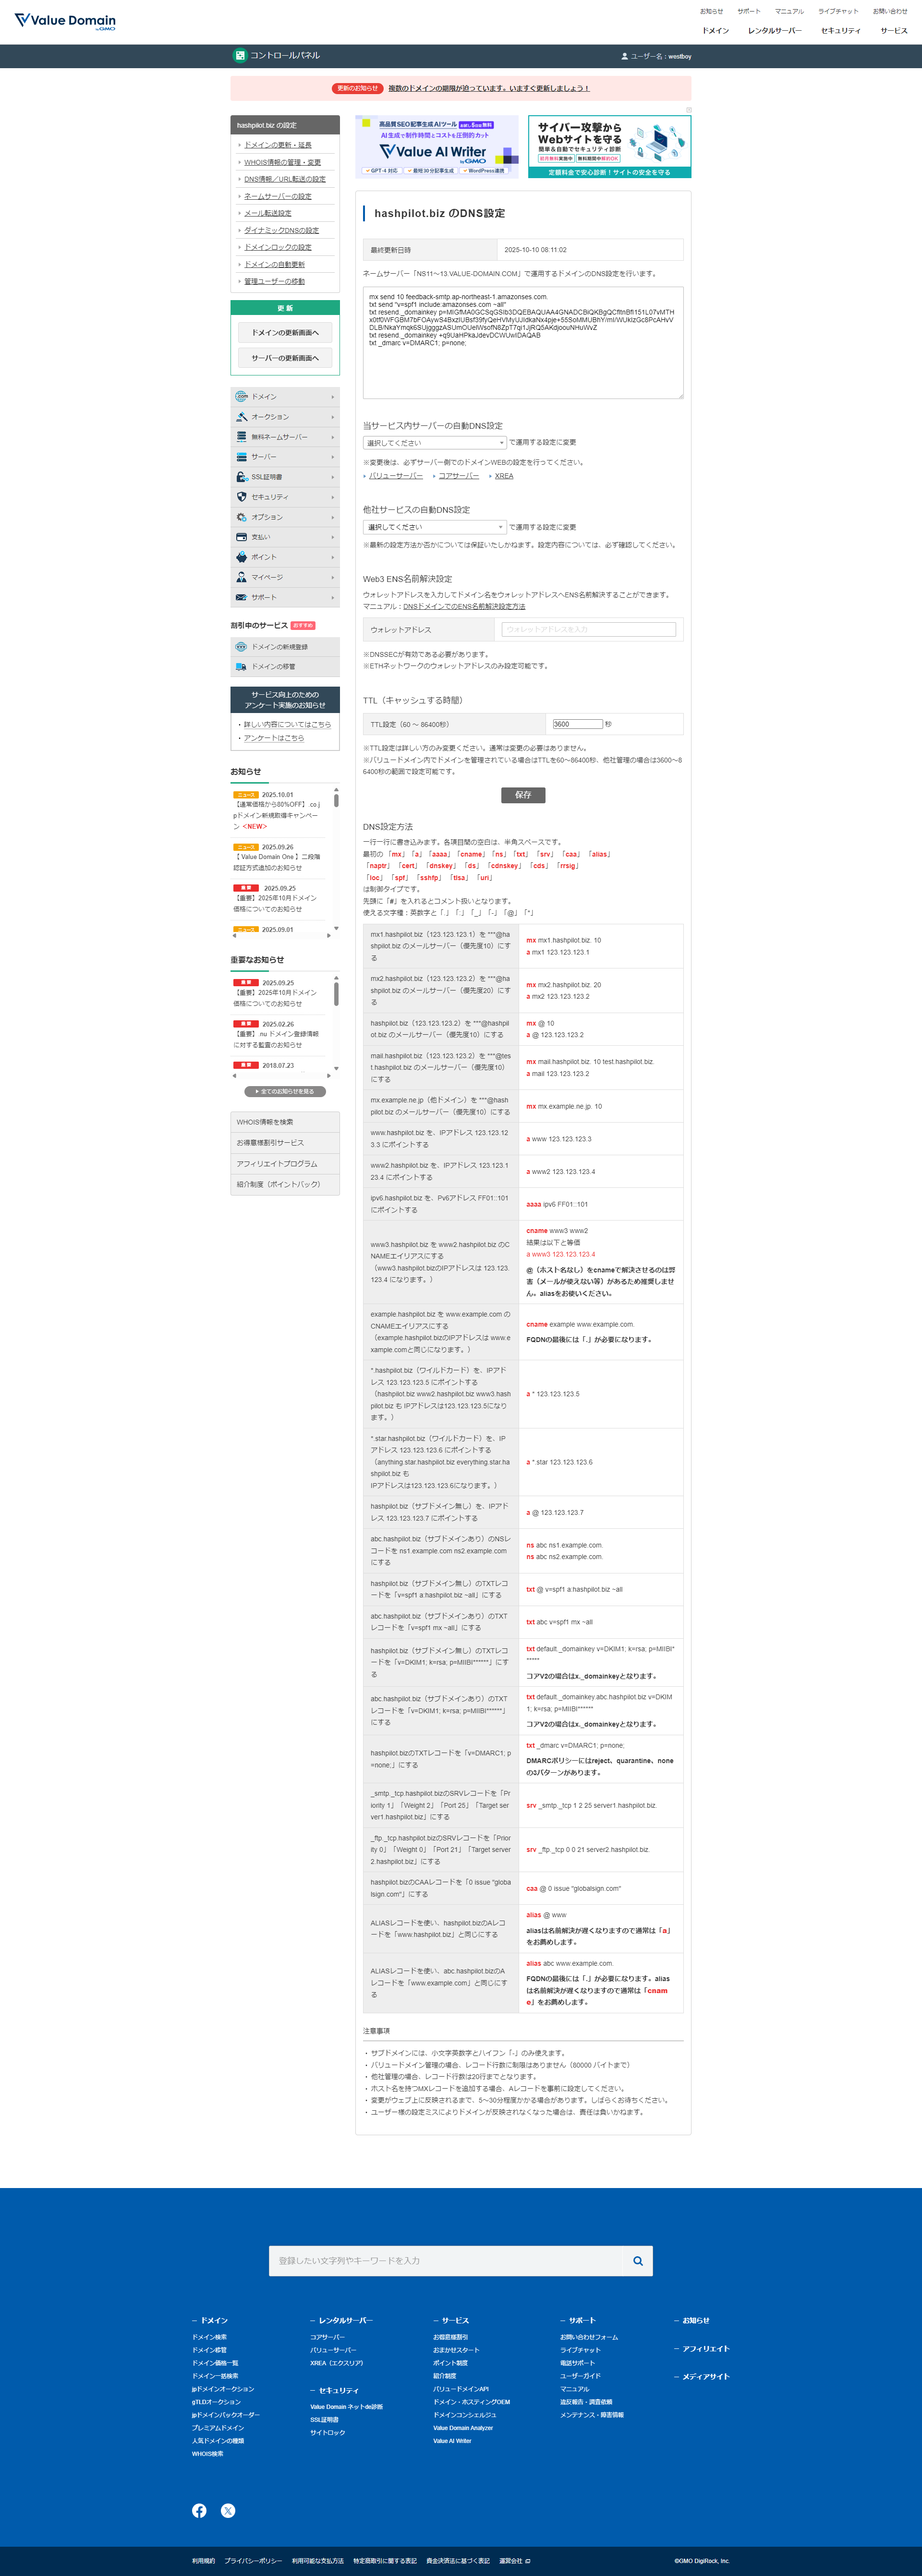 Value Domain
by GMO
お知らせ サポート マニュアル ライブチャット お問い合わせ
ドメイン レンタルサーバー セキュリティ サービス
コントロールパネル
ユーザー名：westboy
更新のお知らせ 複数のドメインの期限が迫っています。いますぐ更新しましょう！
hashpilot.biz の設定
ドメインの更新・延長
WHOIS情報の管理・変更
DNS情報／URL転送の設定
ネームサーバーの設定
メール転送設定
ダイナミックDNSの設定
ドメインロックの設定
ドメインの自動更新
管理ユーザーの移動
更 新
ドメインの更新画面へ
サーバーの更新画面へ
ドメイン
オークション
無料ネームサーバー
サーバー
SSL証明書
セキュリティ
オプション
支払い
ポイント
マイページ
サポート
割引中のサービス おすすめ
ドメインの新規登録
ドメインの移管
サービス向上のための
アンケート実施のお知らせ
・詳しい内容についてはこちら
・アンケートはこちら
お知らせ
ニュース 2025.10.01
【通常価格から80%OFF】.co.j
pドメイン新規取得キャンペー
ン <NEW>
ニュース 2025.09.26
【 Value Domain One 】二段階
認証方式追加のお知らせ
重要 2025.09.25
【重要】2025年10月ドメイン
価格についてのお知らせ
ニュース 2025.09.01
重要なお知らせ
重要 2025.09.25
【重要】2025年10月ドメイン
価格についてのお知らせ
重要 2025.02.26
【重要】.nu ドメイン登録情報
に対する監査のお知らせ
重要 2018.07.23
全てのお知らせを見る
WHOIS情報を検索
お得意様割引サービス
アフィリエイトプログラム
紹介制度（ポイントバック）
高品質SEO記事生成AIツール
AI生成で制作時間とコストを圧倒的カット
Value AI Writer
by GMO
GPT-4 対応 最短30分記事生成 WordPress連携
サイバー攻撃から
Webサイトを守る
簡単＆自動でセキュリティ診断
初月無料実施中 無料期間中解約OK
定額料金で安心診断！サイトの安全を守る
hashpilot.biz のDNS設定
最終更新日時 2025-10-10 08:11:02
ネームサーバー「NS11～13.VALUE-DOMAIN.COM」で運用するドメインのDNS設定を行います。
mx send 10 feedback-smtp.ap-northeast-1.amazonses.com.
txt send "v=spf1 include:amazonses.com ~all"
txt _dmarc v=DMARC1; p=none;
当サービス内サーバーの自動DNS設定
選択してください で運用する設定に変更
※変更後は、必ずサーバー側でのドメインWEBの設定を行ってください。
バリューサーバー コアサーバー XREA
他社サービスの自動DNS設定
選択してください で運用する設定に変更
※最新の設定方法か否かについては保証いたしかねます。設定内容については、必ず確認してください。
Web3 ENS名前解決設定
ウォレットアドレスを入力してドメイン名をウォレットアドレスへENS名前解決することができます。
マニュアル：DNSドメインでのENS名前解決設定方法
ウォレットアドレス ウォレットアドレスを入力
※DNSSECが有効である必要があります。
※ETHネットワークのウォレットアドレスのみ設定可能です。
TTL（キャッシュする時間）
TTL設定（60 ～ 86400秒） 3600 秒
※TTL設定は詳しい方のみ変更ください。通常は変更の必要はありません。
※バリュードメイン内でドメインを管理されている場合はTTLを60～86400秒、他社管理の場合は3600～8
6400秒の範囲で設定可能です。
保存
DNS設定方法
一行一行に書き込みます。各項目間の空白は、半角スペースです。
最初の 「mx」 「a」 「aaaa」 「cname」 「ns」 「txt」 「srv」 「caa」 「alias」
「naptr」 「cert」 「dnskey」 「ds」 「cdnskey」 「cds」 「rrsig」
「loc」 「spf」 「sshfp」 「tlsa」 「uri」
は制御タイプです。
先頭に「#」を入れるとコメント扱いとなります。
使える文字種：英数字と「.」「:」「_」「-」「@」「*」
mx1.hashpilot.biz（123.123.123.1）を ***@ha
shpilot.biz のメールサーバー（優先度10）にす
る
mx mx1.hashpilot.biz. 10
a mx1 123.123.123.1
mx2.hashpilot.biz（123.123.123.2）を ***@ha
shpilot.biz のメールサーバー（優先度20）にす
る
mx mx2.hashpilot.biz. 20
a mx2 123.123.123.2
hashpilot.biz（123.123.123.2）を ***@hashpil
ot.biz のメールサーバー（優先度10）にする
mx @ 10
a @ 123.123.123.2
mail.hashpilot.biz（123.123.123.2）を ***@tes
t.hashpilot.biz のメールサーバー（優先度10）
にする
mx mail.hashpilot.biz. 10 test.hashpilot.biz.
a mail 123.123.123.2
mx.example.ne.jp（他ドメイン）を ***@hash
pilot.biz のメールサーバー（優先度10）にする
mx mx.example.ne.jp. 10
www.hashpilot.biz を、IPアドレス 123.123.12
3.3 にポイントする
a www 123.123.123.3
www2.hashpilot.biz を、IPアドレス 123.123.1
23.4 にポイントする
a www2 123.123.123.4
ipv6.hashpilot.biz を、Pv6アドレス FF01::101
にポイントする
aaaa ipv6 FF01::101
www3.hashpilot.biz を www2.hashpilot.biz のC
NAMEエイリアスにする
（www3.hashpilot.bizのIPアドレスは 123.123.
123.4 になります。）
cname www3 www2
結果は以下と等価
a www3 123.123.123.4
@（ホスト名なし）をcnameで解決させるのは弊
害（メールが使えない等）があるため推奨しませ
ん。aliasをお使いください。
example.hashpilot.biz を www.example.com の
CNAMEエイリアスにする
（example.hashpilot.bizのIPアドレスは www.e
xample.comと同じになります。）
cname example www.example.com.
FQDNの最後には「.」が必要になります。
*.hashpilot.biz（ワイルドカード）を、IPアド
レス 123.123.123.5 にポイントする
（hashpilot.biz www2.hashpilot.biz www3.hash
pilot.biz も IPアドレスは123.123.123.5になり
ます。）
a * 123.123.123.5
*.star.hashpilot.biz（ワイルドカード）を、IP
アドレス 123.123.123.6 にポイントする
（anything.star.hashpilot.biz everything.star.ha
shpilot.biz も
IPアドレスは123.123.123.6になります。）
a *.star 123.123.123.6
hashpilot.biz（サブドメイン無し）を、IPアド
レス 123.123.123.7 にポイントする
a @ 123.123.123.7
abc.hashpilot.biz（サブドメインあり）のNSレ
コードを ns1.example.com ns2.example.com
にする
ns abc ns1.example.com.
ns abc ns2.example.com.
hashpilot.biz（サブドメイン無し）のTXTレコ
ードを「v=spf1 a:hashpilot.biz ~all」にする
txt @ v=spf1 a:hashpilot.biz ~all
abc.hashpilot.biz（サブドメインあり）のTXT
レコードを「v=spf1 mx ~all」にする
txt abc v=spf1 mx ~all
hashpilot.biz（サブドメイン無し）のTXTレコ
ードを「v=DKIM1; k=rsa; p=MIIBI******」にす
る
txt default._domainkey v=DKIM1; k=rsa; p=MIIBI*
*****
コアV2の場合はx._domainkeyとなります。
abc.hashpilot.biz（サブドメインあり）のTXT
レコードを「v=DKIM1; k=rsa; p=MIIBI******」
にする
txt default._domainkey.abc.hashpilot.biz v=DKIM
1; k=rsa; p=MIIBI******
コアV2の場合はx._domainkeyとなります。
hashpilot.bizのTXTレコードを「v=DMARC1; p
=none;」にする
txt _dmarc v=DMARC1; p=none;
DMARCポリシーにはreject、quarantine、none
の3パターンがあります。
_smtp._tcp.hashpilot.bizのSRVレコードを「Pr
iority 1」「Weight 2」「Port 25」「Target ser
ver1.hashpilot.biz」にする
srv _smtp._tcp 1 2 25 server1.hashpilot.biz.
_ftp._tcp.hashpilot.bizのSRVレコードを「Prior
ity 0」「Weight 0」「Port 21」「Target server
2.hashpilot.biz」にする
srv _ftp._tcp 0 0 21 server2.hashpilot.biz.
hashpilot.bizのCAAレコードを「0 issue "globa
lsign.com"」にする
caa @ 0 issue "globalsign.com"
ALIASレコードを使い、hashpilot.bizのAレコ
ードを「www.hashpilot.biz」と同じにする
alias @ www
aliasは名前解決が遅くなりますので通常は「a」
をお薦めします。
ALIASレコードを使い、abc.hashpilot.bizのA
レコードを「www.example.com」と同じにす
る
alias abc www.example.com.
FQDNの最後には「.」が必要になります。alias
は名前解決が遅くなりますので通常は「cnam
e」をお薦めします。
注意事項
・ サブドメインには、小文字英数字とハイフン「-」のみ使えます。
・ バリュードメイン管理の場合、レコード行数に制限はありません（80000 バイトまで）
・ 他社管理の場合、レコード行数は20行までとなります。
・ ホスト名を持つMXレコードを追加する場合、Aレコードを事前に設定してください。
・ 変更がウェブ上に反映されるまで、5～30分程度かかる場合があります。しばらくお待ちください。
・ ユーザー様の設定ミスによりドメインが反映されなくなった場合は、責任は負いかねます。
登録したい文字列やキーワードを入力
ドメイン
ドメイン検索
ドメイン移管
ドメイン価格一覧
ドメイン一括検索
jpドメインオークション
gTLDオークション
jpドメインバックオーダー
プレミアムドメイン
人気ドメインの種類
WHOIS検索
レンタルサーバー
コアサーバー
バリューサーバー
XREA（エクスリア）
セキュリティ
Value Domain ネットde診断
SSL証明書
サイトロック
サービス
お得意様割引
おまかせスタート
ポイント制度
紹介制度
バリュードメインAPI
ドメイン・ホスティングOEM
ドメインコンシェルジュ
Value Domain Analyzer
Value AI Writer
サポート
お問い合わせフォーム
ライブチャット
電話サポート
ユーザーガイド
マニュアル
違反報告・調査依頼
メンテナンス・障害情報
お知らせ
アフィリエイト
メディアサイト
利用規約 プライバシーポリシー 利用可能な支払方法 特定商取引に関する表記 資金決済法に基づく表記 運営会社
©GMO DigiRock, Inc.